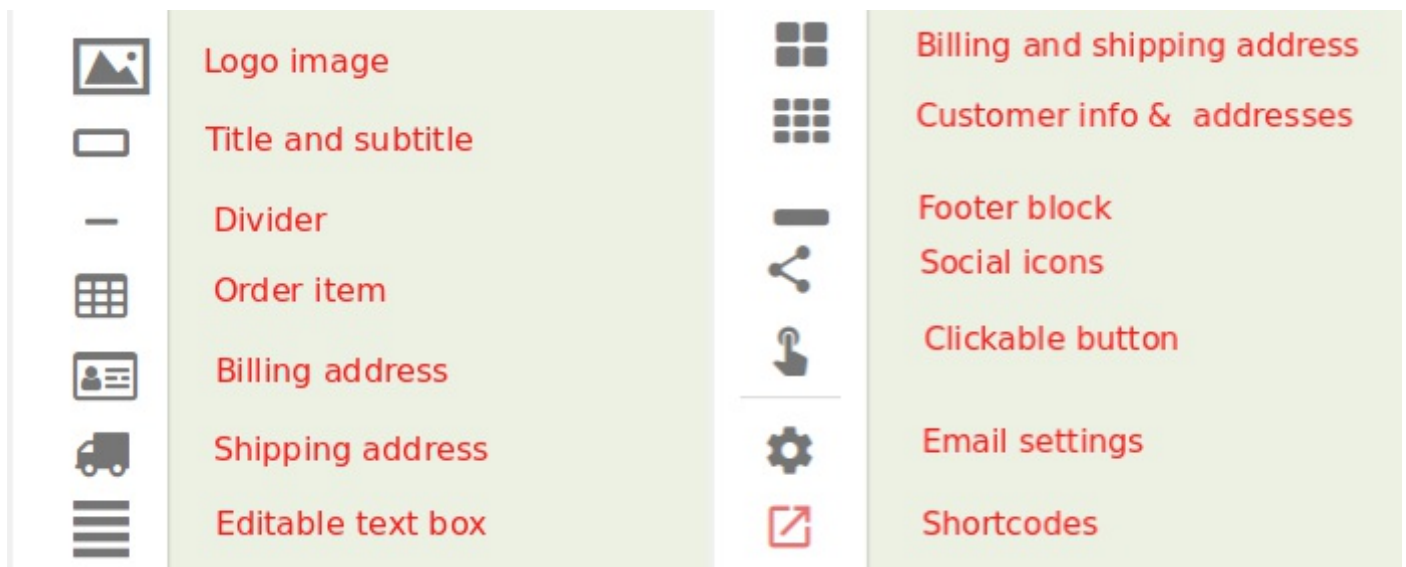 Logo image
Title and subtitle
Divider
Order item
Billing address
Shipping address
Editable text box
Billing and shipping address
Customer info & addresses
Footer block
Social icons
Clickable button
Email settings
Shortcodes